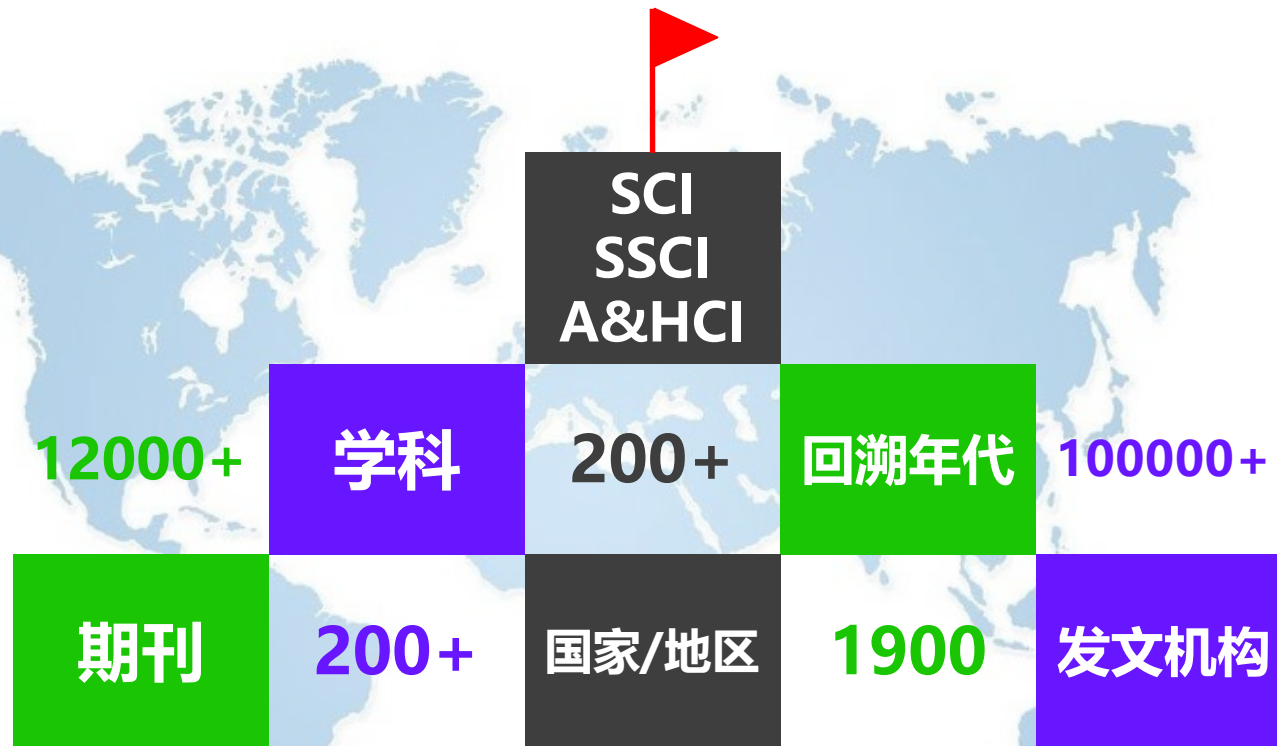 SCI
SSCI
A&HCI
12000+
学科
200+
回溯年代
100000+
期刊
200+
国家/地区
1900
发文机构